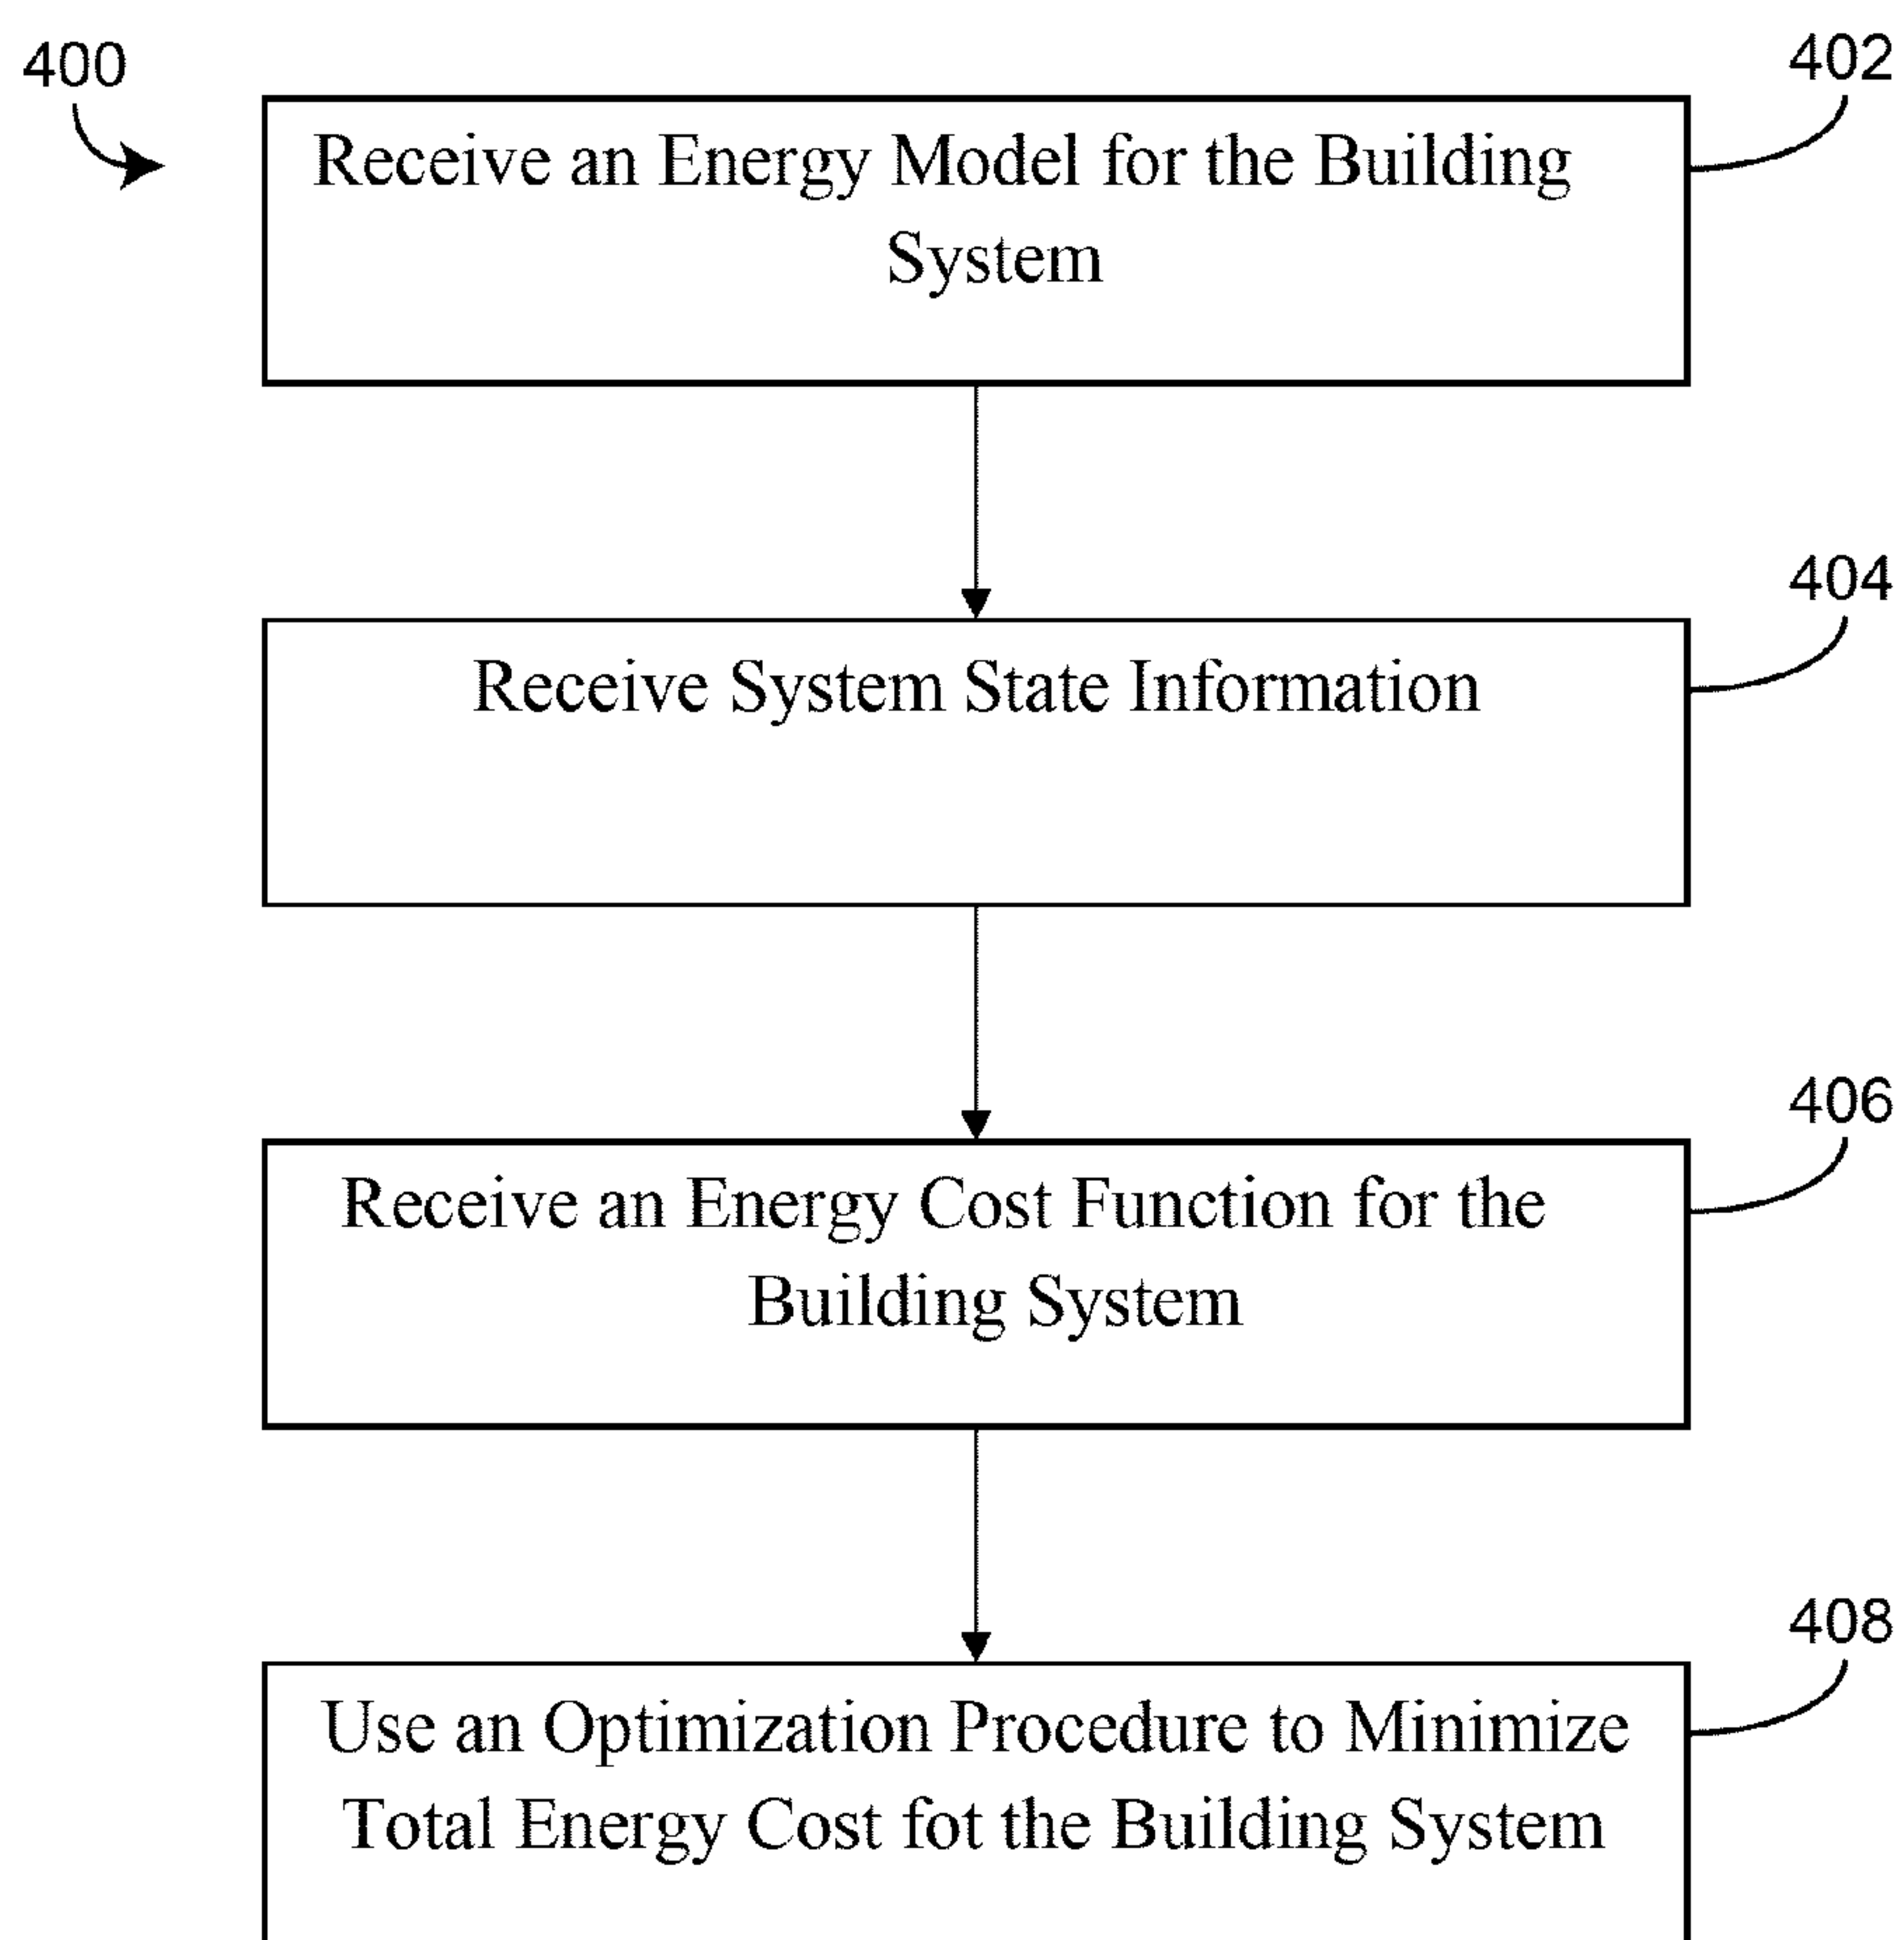 400
402
Receive an Energy Model for the Building
System
404
Receive System State Information
406
Receive an Energy Cost Function for the
Building System
408
Use an Optimization Procedure to Minimize
Total Energy Cost fot the Building System